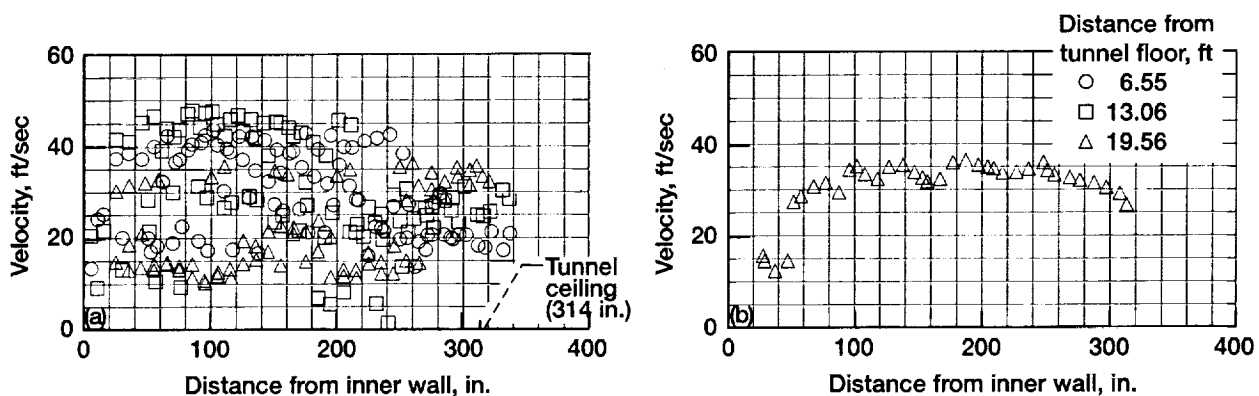 60
40
20
0
Velocity, ft/sec
(a)
Tunnel
ceiling
(314 in.)
0 100 200 300 400
Distance from inner wall, in.
Distance from
tunnel floor, ft
6.55
13.06
19.56
60
40
20
0
Velocity, ft/sec
(b)
0 100 200 300 400
Distance from inner wall, in.